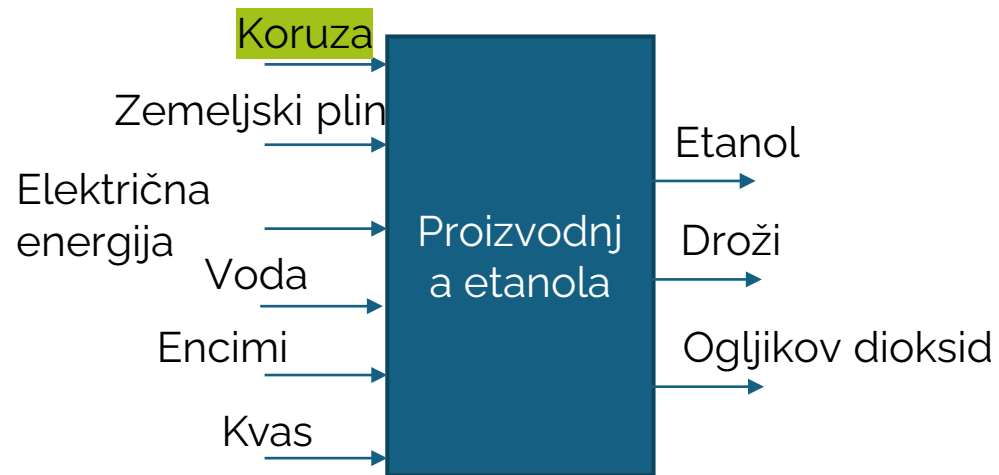 Koruza
Zemeljski plin
Električna
energija
Voda
Encimi
Kvas
Proizvodnj
a etanola
Etanol
Droži
Ogljikov dioksid